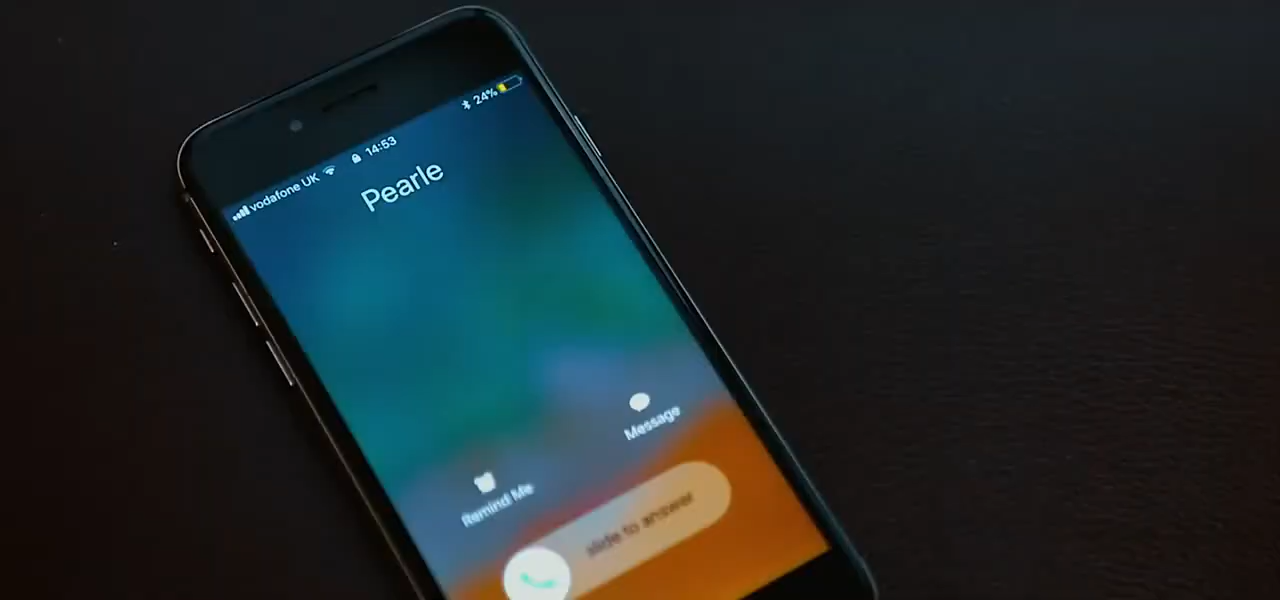 vodafone UK 14:53 24%
Pearle
Message
Remind Me
slide to answer